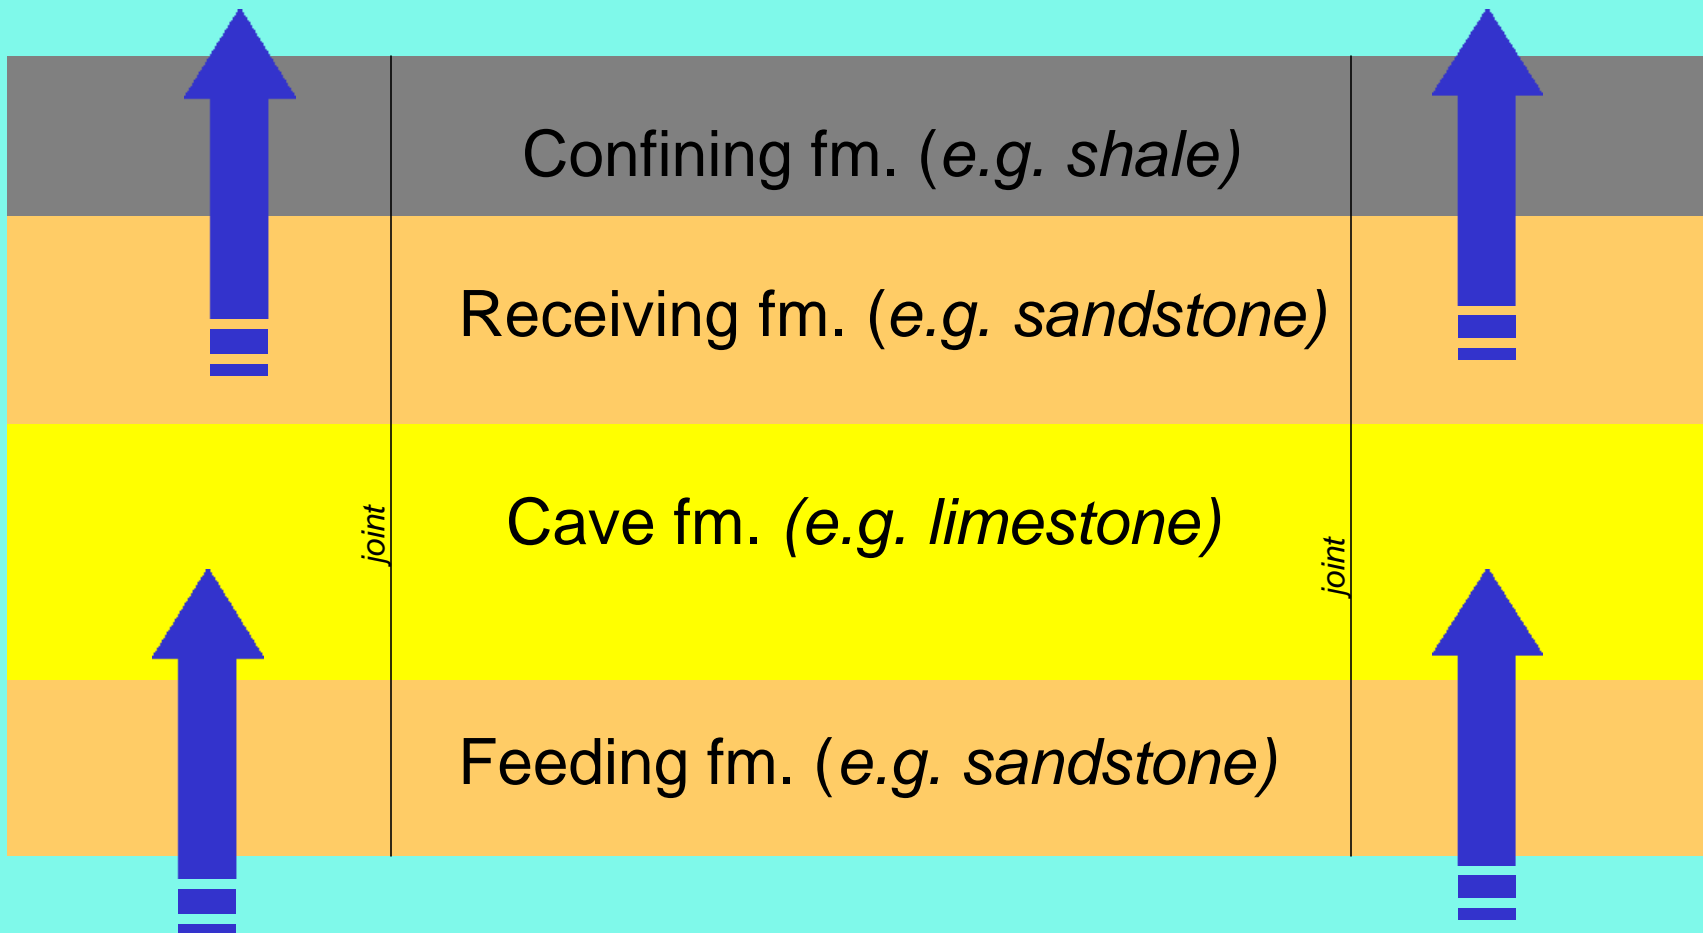 Confining fm. (e.g. shale)
Receiving fm. (e.g. sandstone)
Cave fm. (e.g. limestone)
joint
joint
Feeding fm. (e.g. sandstone)